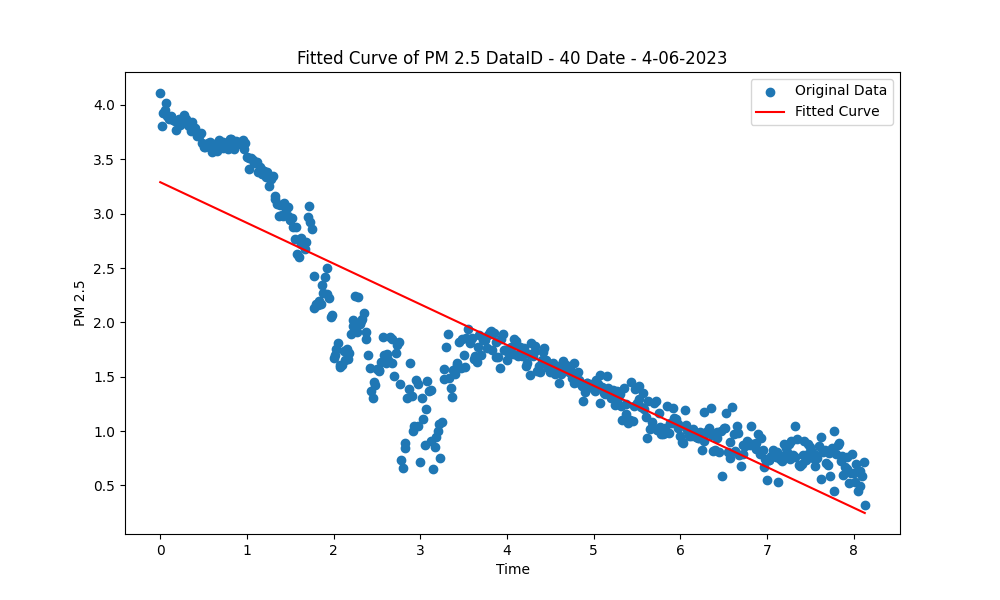 Fitted Curve of PM 2.5 DataID - 40 Date - 4-06-2023
Original Data
Fitted Curve
4.0
3.5
3.0
2.5
2.0
1.5
1.0
0.5
PM 2.5
0 1 2 3 4 5 6 7 8
Time